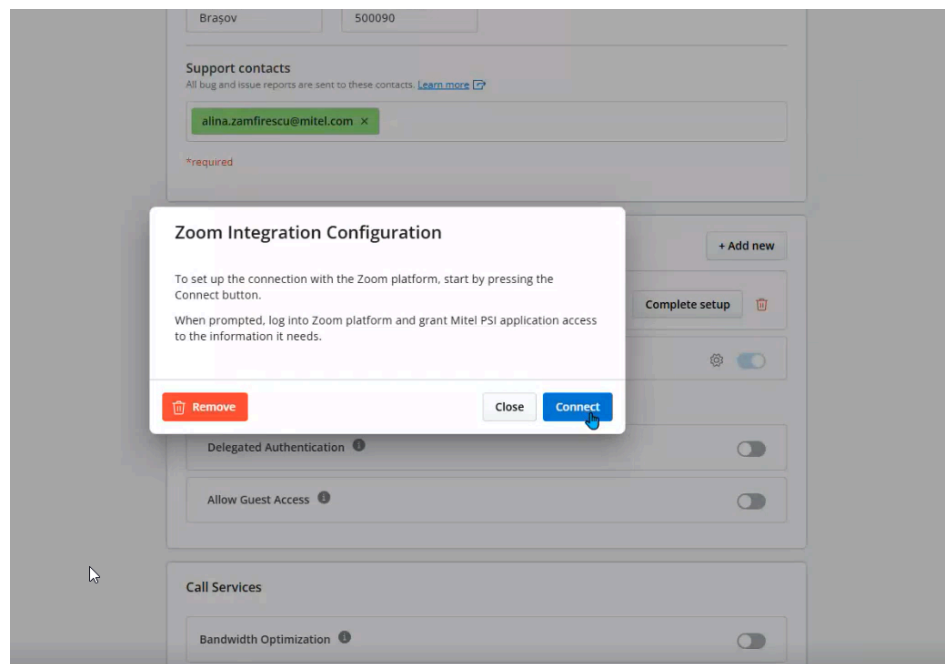 Brașov
500090
Support contacts
All bug and issue reports are sent to these contacts. Learn more
alina.zamfirescu@mitel.com ×
*required
Zoom Integration Configuration
+ Add new
To set up the connection with the Zoom platform, start by pressing the
Connect button.
Complete setup
When prompted, log into Zoom platform and grant Mitel PSI application access
to the information it needs.
Remove
Close
Connect
Delegated Authentication
Allow Guest Access
Call Services
Bandwidth Optimization